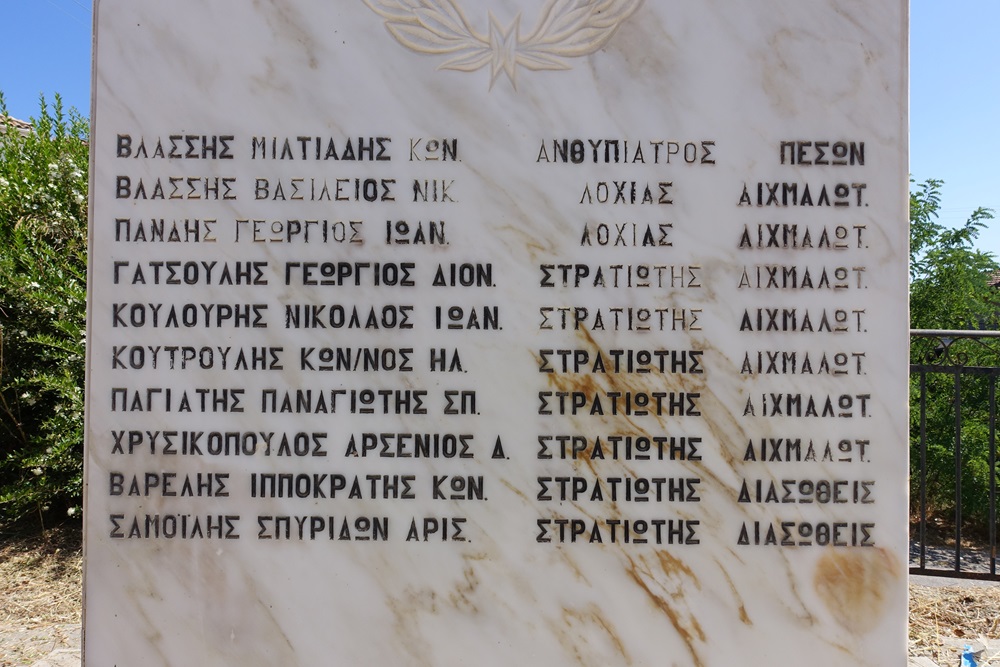 ΒΛΑΣΣΗΣ ΜΙΛΤΙΑΔΗΣ ΚΩΝ. ΑΝΘΥΠΙΑΤΡΟΣ ΠΕΣΩΝ
ΒΛΑΣΣΗΣ ΒΑΣΙΛΕΙΟΣ ΝΙΚ. ΛΟΧΙΑΣ ΑΙΧΜΑΛΩΤ.
ΠΑΝΔΗΣ ΓΕΩΡΓΙΟΣ ΙΩΑΝ. ΛΟΧΙΑΣ ΑΙΧΜΑΛΩΤ.
ΓΑΤΣΟΥΛΗΣ ΓΕΩΡΓΙΟΣ ΔΙΟΝ. ΣΤΡΑΤΙΩΤΗΣ ΑΙΧΜΑΛΩΤ.
ΚΟΥΛΟΥΡΗΣ ΝΙΚΟΛΑΟΣ ΙΩΑΝ. ΣΤΡΑΤΙΩΤΗΣ ΑΙΧΜΑΛΩΤ.
ΚΟΥΤΡΟΥΛΗΣ ΚΩΝ/ΝΟΣ ΗΛ. ΣΤΡΑΤΙΩΤΗΣ ΑΙΧΜΑΛΩΤ.
ΠΑΓΙΑΤΗΣ ΠΑΝΑΓΙΩΤΗΣ ΣΠ. ΣΤΡΑΤΙΩΤΗΣ ΑΙΧΜΑΛΩΤ.
ΧΡΥΣΙΚΟΠΟΥΛΟΣ ΑΡΣΕΝΙΟΣ Δ. ΣΤΡΑΤΙΩΤΗΣ ΑΙΧΜΑΛΩΤ.
ΒΑΡΕΛΗΣ ΙΠΠΟΚΡΑΤΗΣ ΚΩΝ. ΣΤΡΑΤΙΩΤΗΣ ΔΙΑΣΩΘΕΙΣ
ΣΑΜΟΪΛΗΣ ΣΠΥΡΙΔΩΝ ΑΡΙΣ. ΣΤΡΑΤΙΩΤΗΣ ΔΙΑΣΩΘΕΙΣ